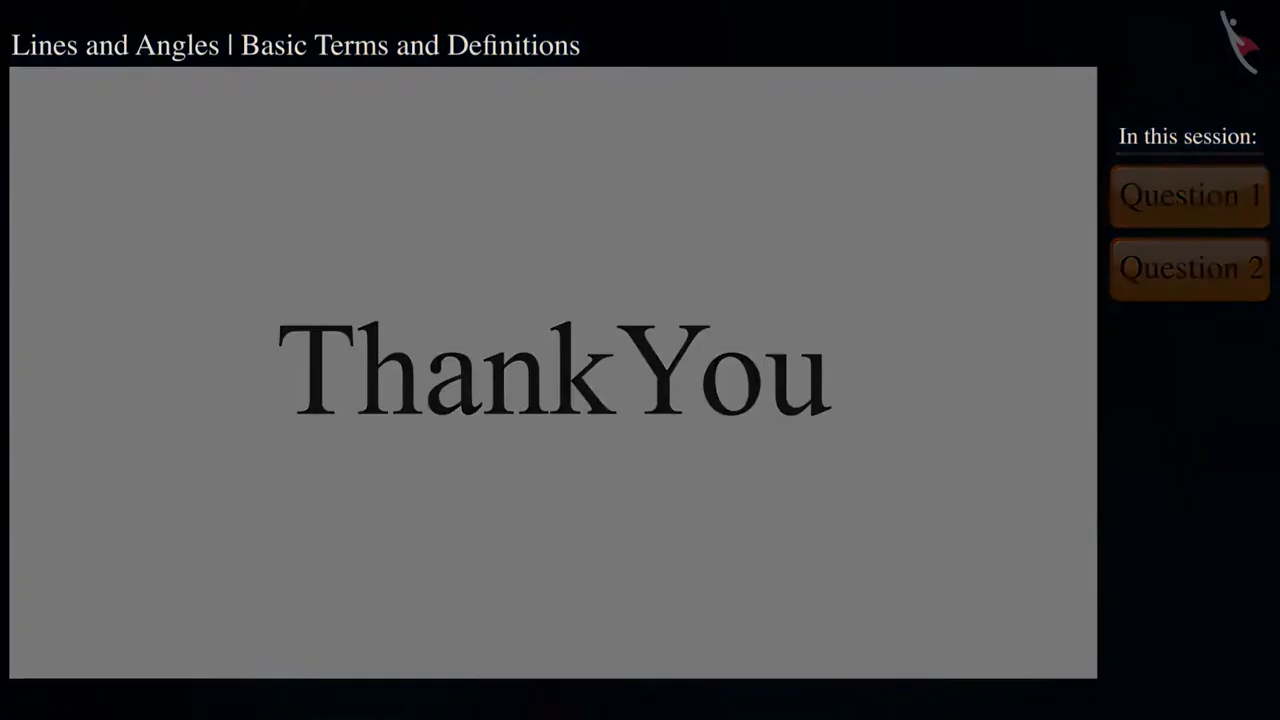 Lines and Angles | Basic Terms and Definitions
In this session:
Question 1
Question 2
ThankYou